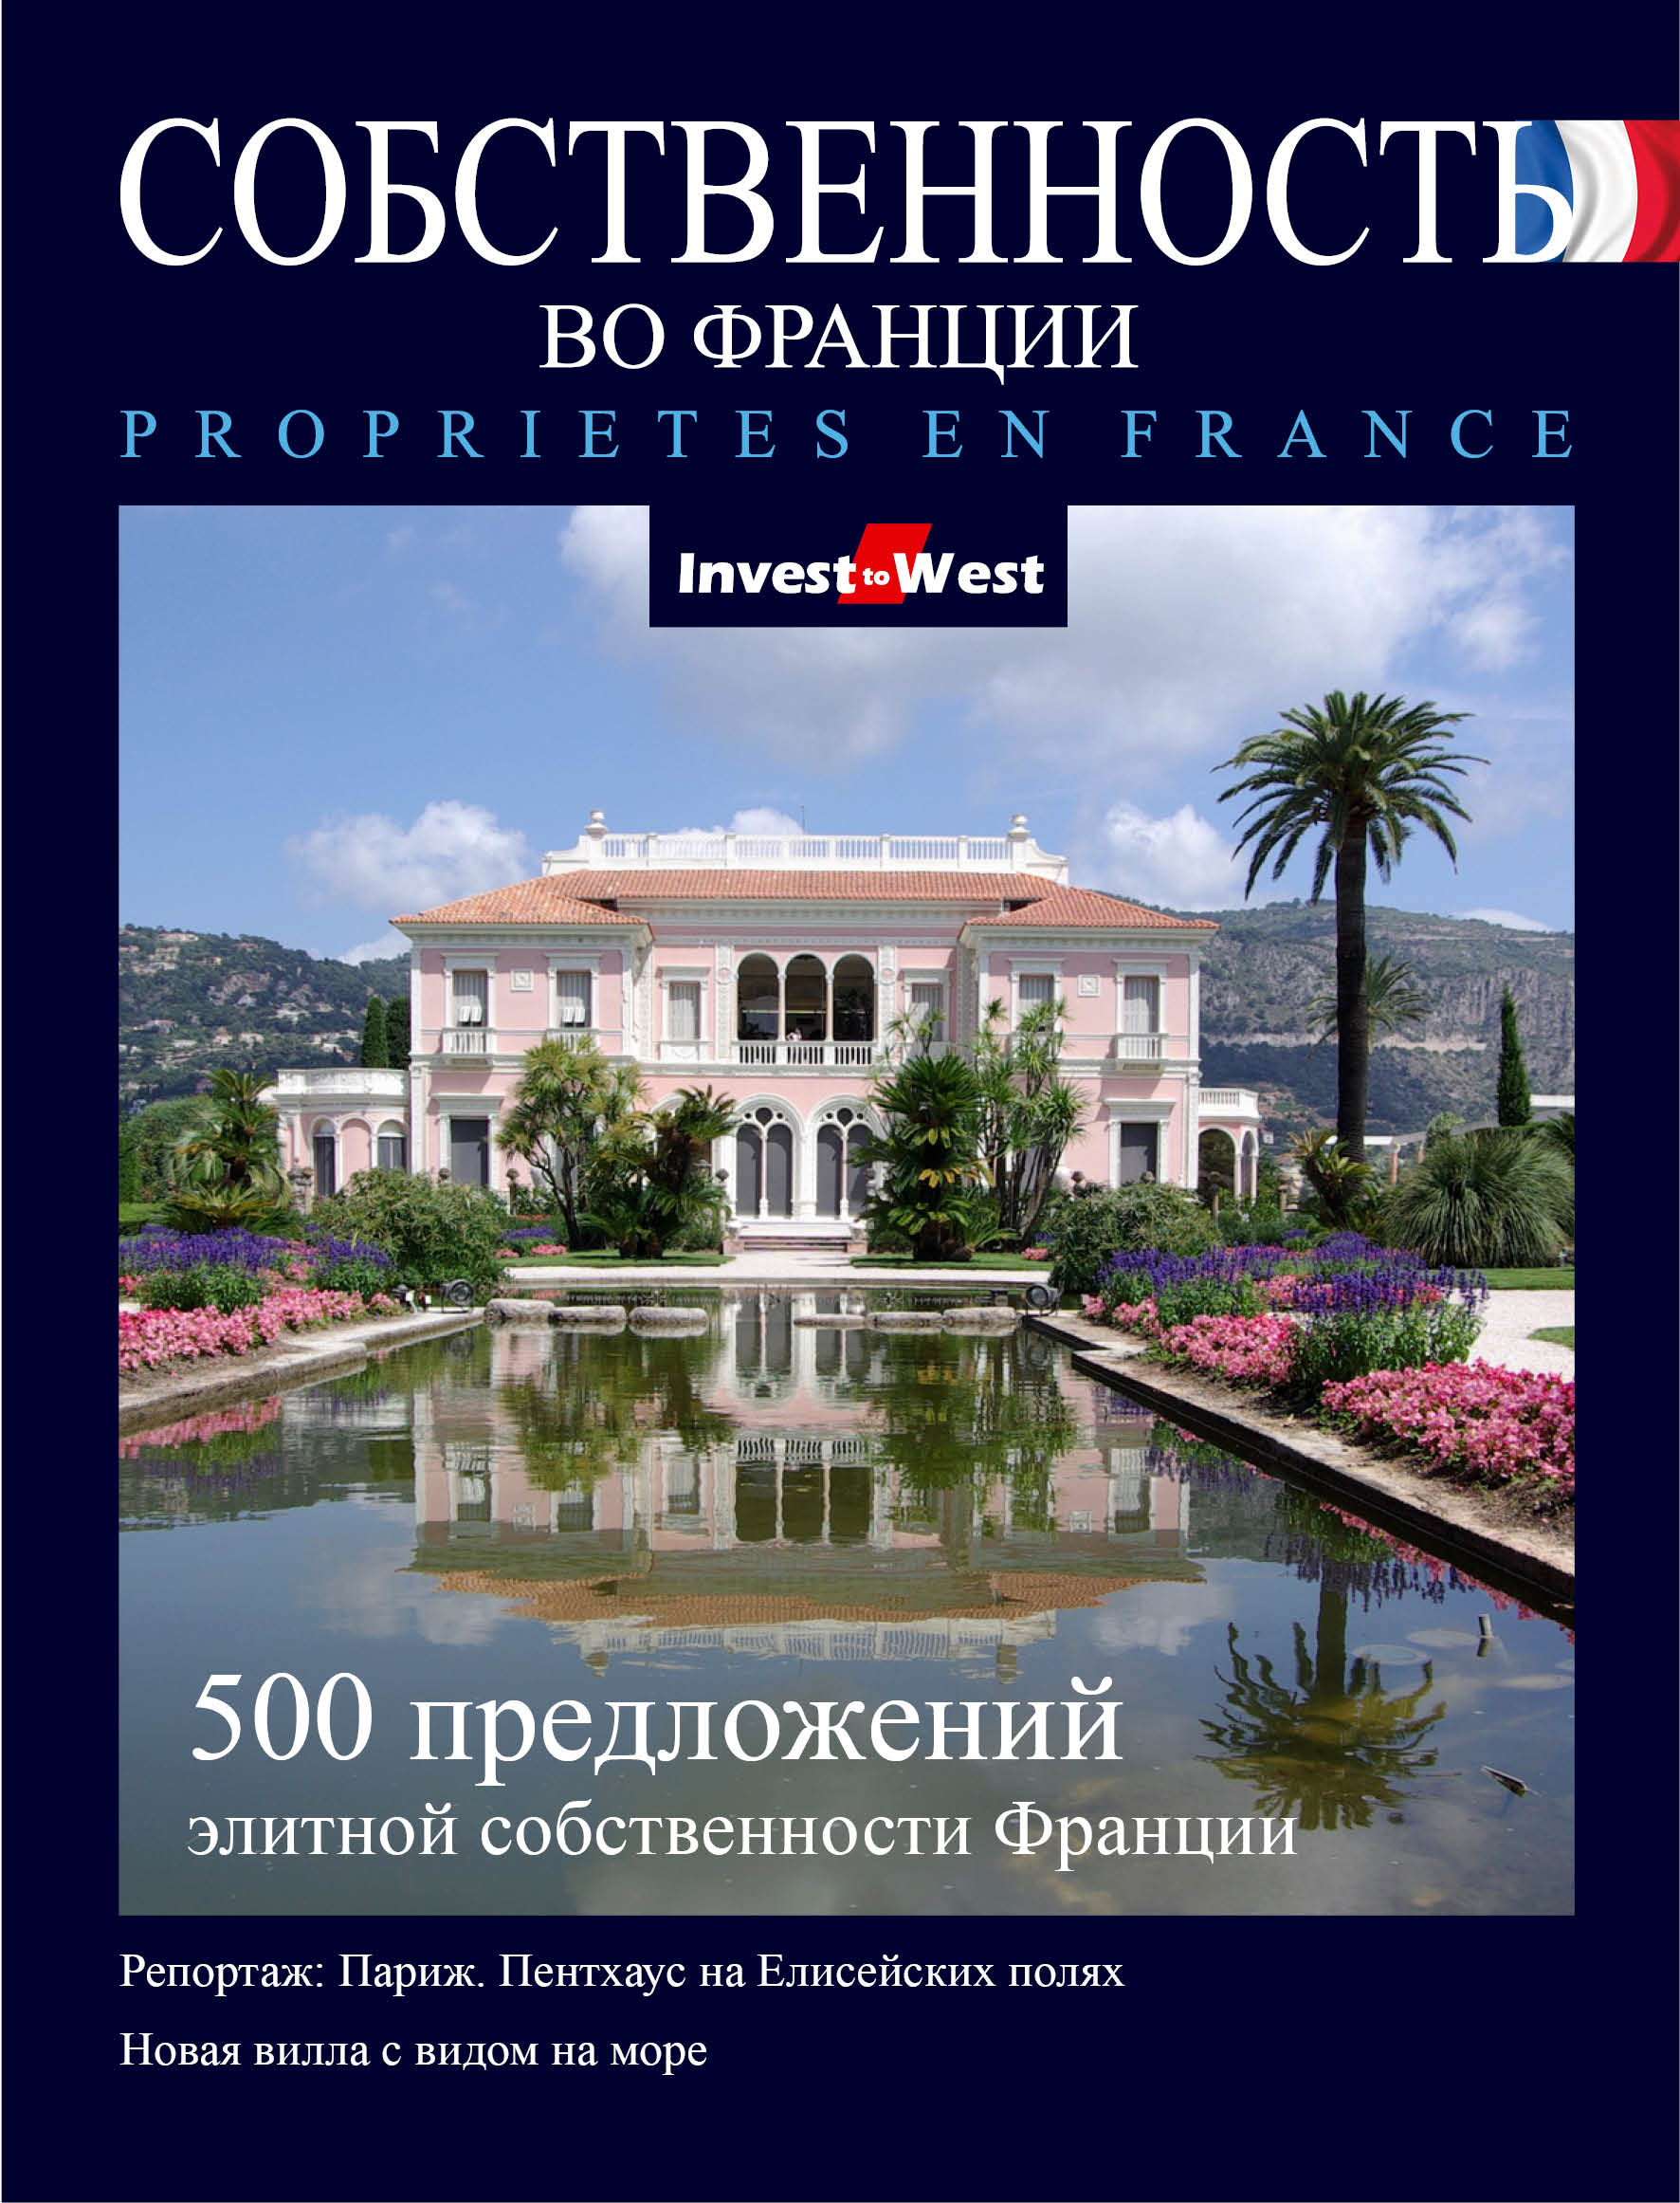 СОБСТВЕННОСТЬ
ВО ФРАНЦИИ
PROPRIETES EN FRANCE
Invest to West
500 предложений
элитной собственности Франции
Репортаж: Париж. Пентхаус на Елисейских полях
Новая вилла с видом на море